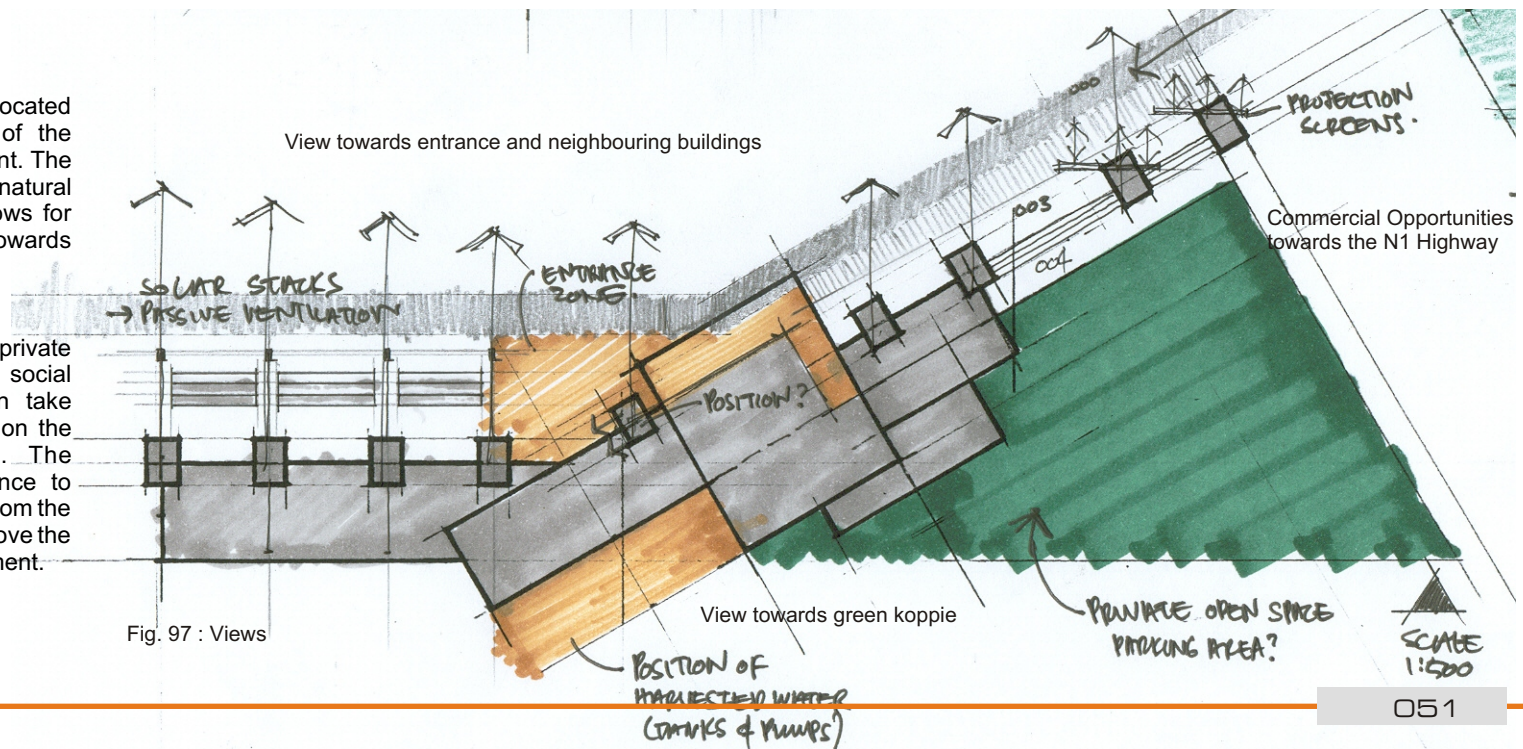 ocated
of the
nt. The
natural
ows for
owards
private
social
n take
on the
. The
nce to
om the
ove the
nent.
View towards entrance and neighbouring buildings
000
PROJECTION
SCREENS.
003
004
Commercial Opportunities
towards the N1 Highway
SOLAR STACKS
→ PASSIVE VENTILATION
ENTRANCE
ZONE.
POSITION?
View towards green koppie
PRIVATE OPEN SPACE
PARKING AREA?
SCALE
1:500
Fig. 97 : Views
POSITION OF
HARVESTED WATER
(TANKS & PUMPS)
051